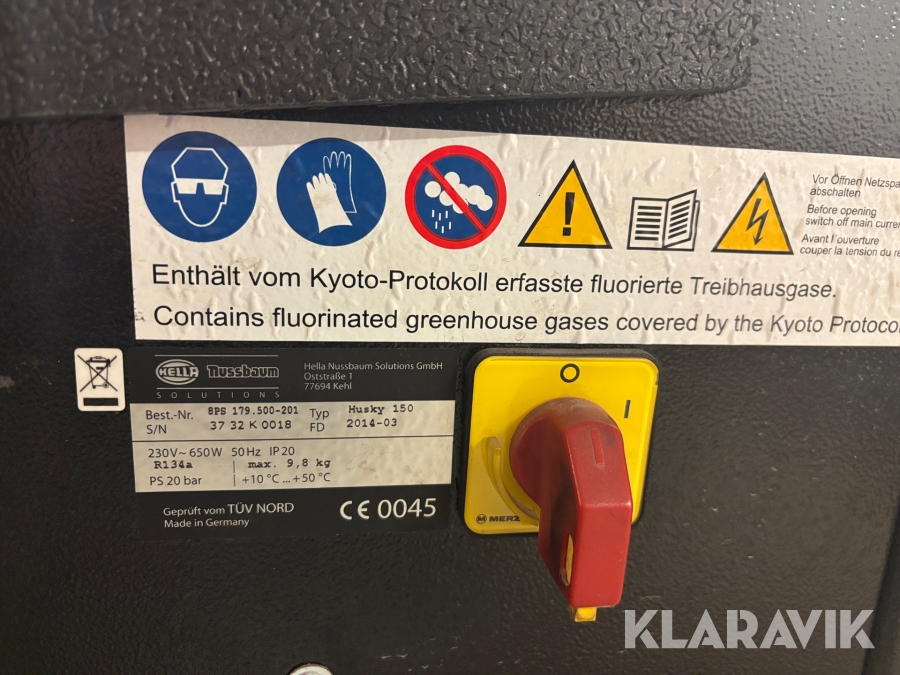 KLARAVIK
Vor Öffnen Netzspa
abschalten
Before opening
switch off main curre
Avant l'ouverture
couper la tension du ré
Enthält vom Kyoto-Protokoll erfasste fluorierte Treibhausgase.
Contains fluorinated greenhouse gases covered by the Kyoto Protoco
HELLA Nussbaum
SOLUTIONS
Hella Nussbaum Solutions GmbH
Oststraße 1
77694 Kehl
Best.-Nr. 8PS 179.500-201 Typ Husky 150
S/N 37 32 K 0018 FD 2014-03
230V~ 650W 50Hz IP20
R134a max. 9,8 kg
PS 20 bar +10 °C ...+50 °C
Geprüft vom TÜV NORD
Made in Germany
CE 0045
O
I
MERZ
KLARAVIK